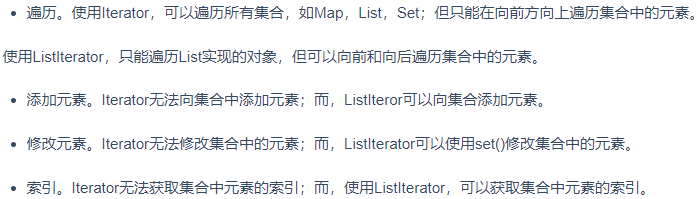 遍历。使用Iterator，可以遍历所有集合，如Map，List，Set；但只能在向前方向上遍历集合中的元素。
使用ListIterator，只能遍历List实现的对象，但可以向前和向后遍历集合中的元素。
添加元素。Iterator无法向集合中添加元素；而，ListIteror可以向集合添加元素。
修改元素。Iterator无法修改集合中的元素；而，ListIterator可以使用set()修改集合中的元素。
索引。Iterator无法获取集合中元素的索引；而，使用ListIterator，可以获取集合中元素的索引。